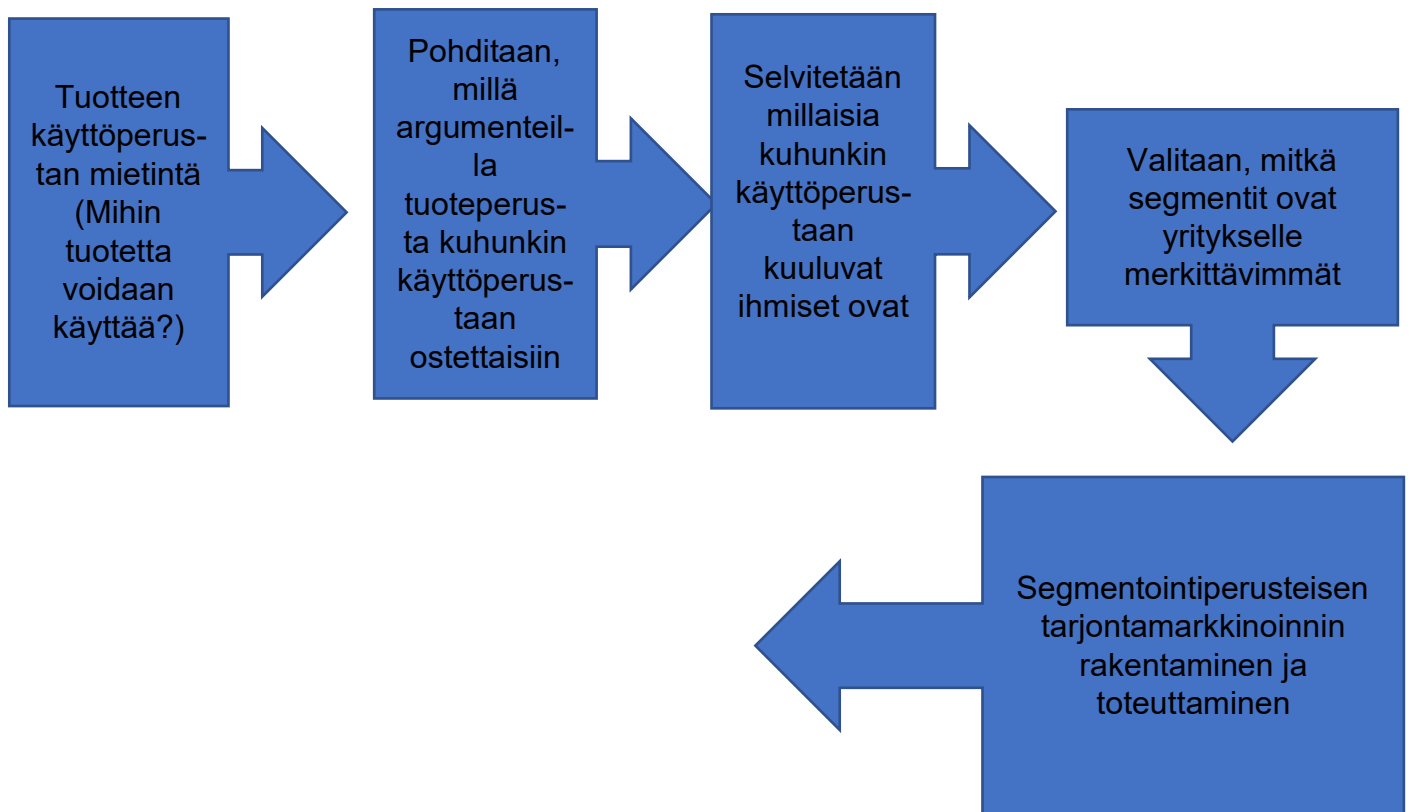 Tuotteen
käyttöperus-
tan mietintä
(Mihin
tuotetta
voidaan
käyttää?)
Pohditaan,
millä
argumenteil-
la
tuoteperus-
ta kuhunkin
käyttöperus-
taan
ostettaisiin
Selvitetään
millaisia
kuhunkin
käyttöperus-
taan
kuuluvat
ihmiset ovat
Valitaan, mitkä
segmentit ovat
yritykselle
merkittävimmät
Segmentointiperusteisen
tarjontamarkkinoinnin
rakentaminen ja
toteuttaminen